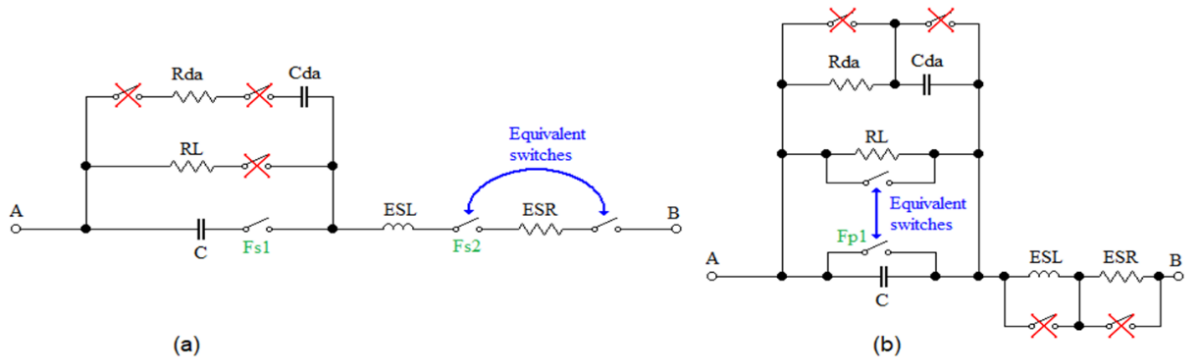 Rda
Cda
RL
Equivalent
switches
A
C
Fs1
ESL
Fs2
ESR
B
(a)
Rda
Cda
RL
Equivalent
switches
Fp1
A
C
ESL
ESR
B
(b)